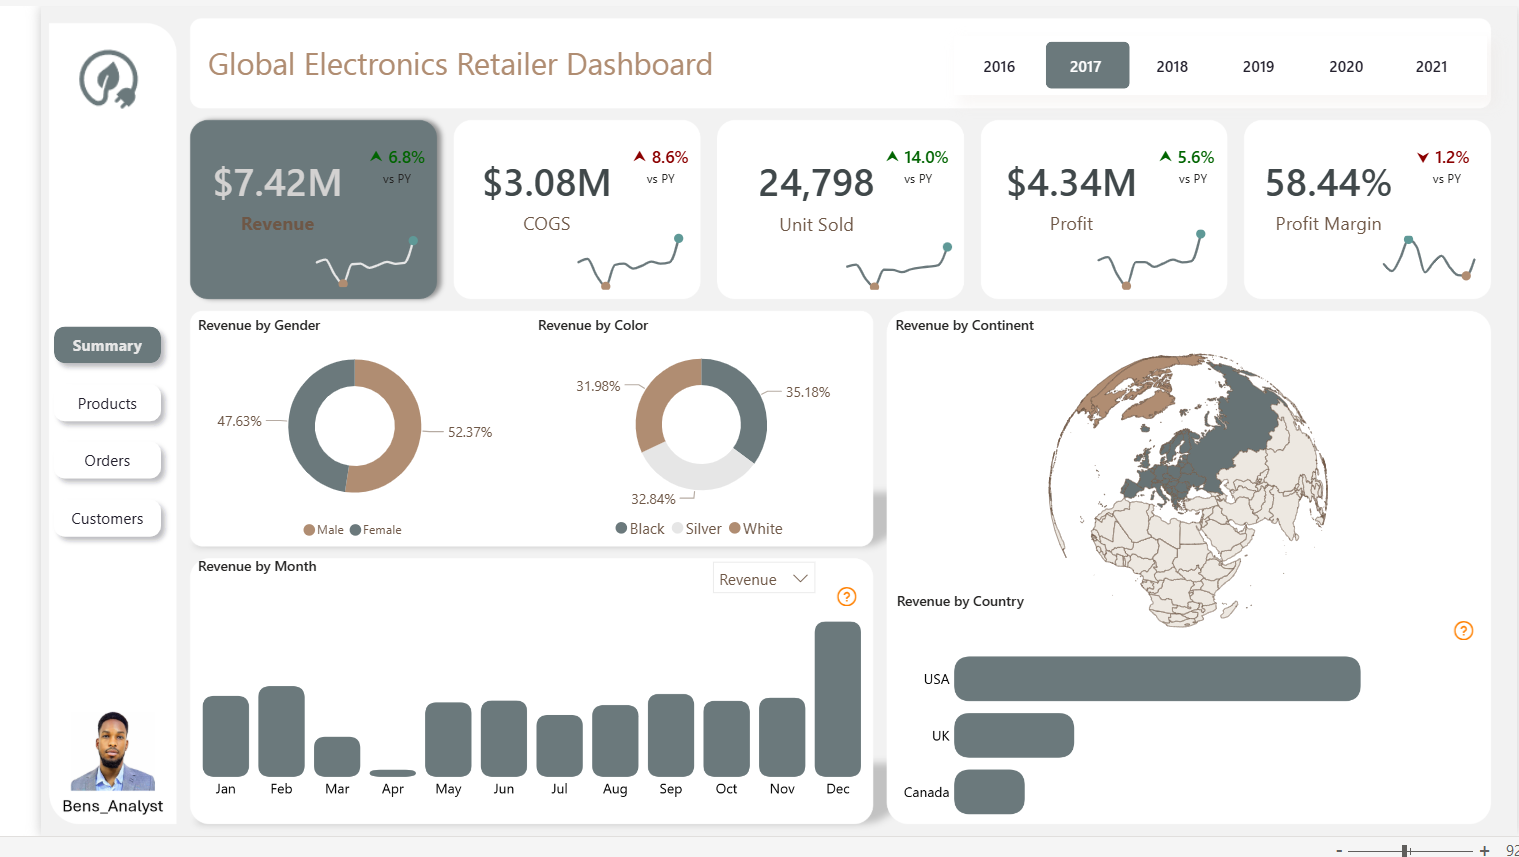 Global Electronics Retailer Dashboard
2016 2017 2018 2019 2020 2021
$7.42M
6.8%
vs PY
Revenue
$3.08M
8.6%
vs PY
COGS
24,798
14.0%
vs PY
Unit Sold
$4.34M
5.6%
vs PY
Profit
58.44%
1.2%
vs PY
Profit Margin
Summary
Products
Orders
Customers
Bens_Analyst
Revenue by Gender
47.63%
52.37%
Male Female
Revenue by Color
31.98%
35.18%
32.84%
Black Silver White
Revenue by Continent
Revenue by Month
Revenue
?
Jan Feb Mar Apr May Jun Jul Aug Sep Oct Nov Dec
Revenue by Country
?
USA
UK
Canada
- + 92